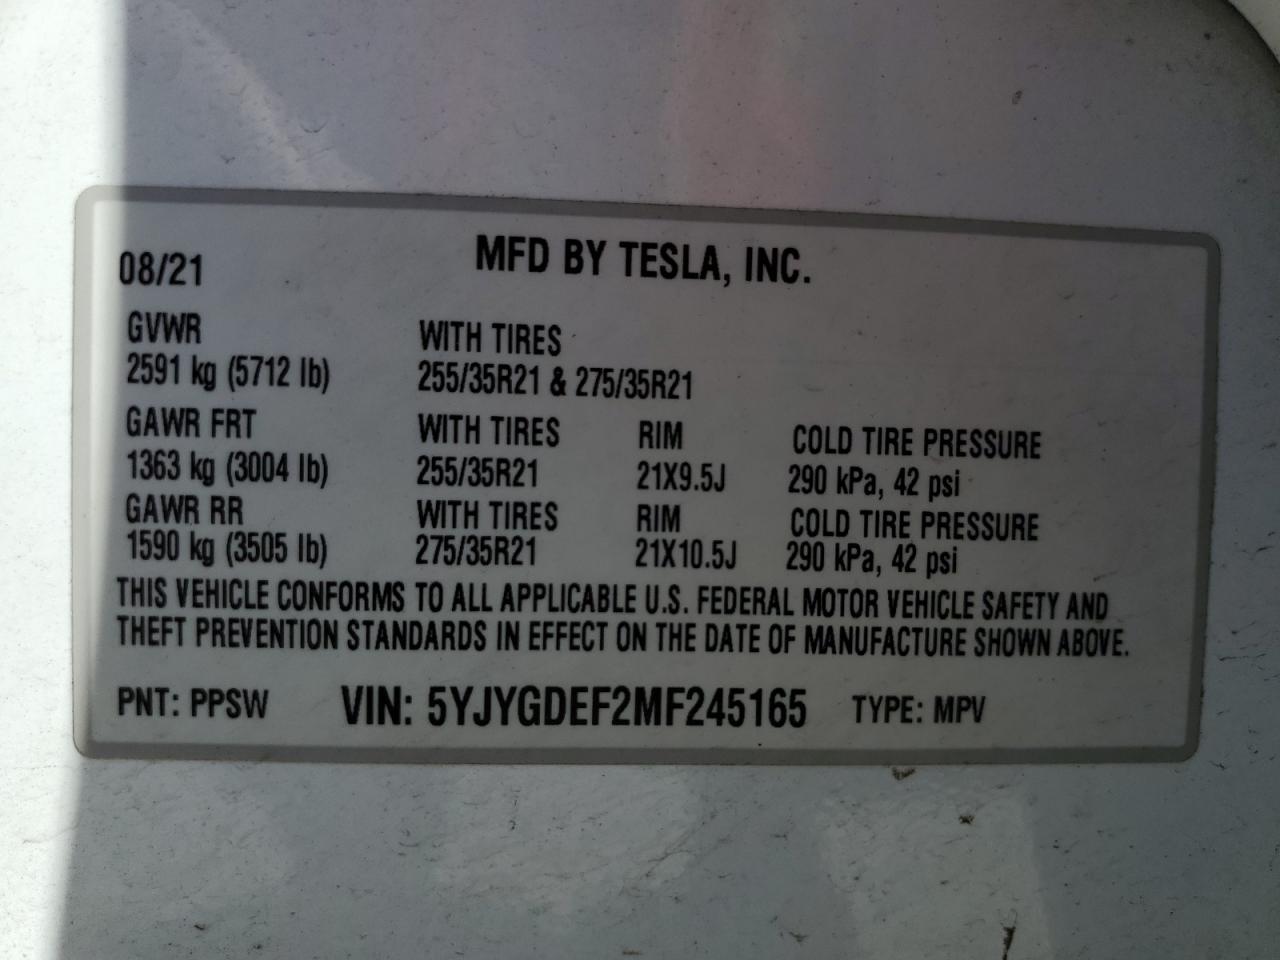 08/21 MFD BY TESLA, INC.
GVWR WITH TIRES
2591 kg (5712 lb) 255/35R21 & 275/35R21
GAWR FRT WITH TIRES RIM COLD TIRE PRESSURE
1363 kg (3004 lb) 255/35R21 21X9.5J 290 kPa, 42 psi
GAWR RR WITH TIRES RIM COLD TIRE PRESSURE
1590 kg (3505 lb) 275/35R21 21X10.5J 290 kPa, 42 psi
THIS VEHICLE CONFORMS TO ALL APPLICABLE U.S. FEDERAL MOTOR VEHICLE SAFETY AND
THEFT PREVENTION STANDARDS IN EFFECT ON THE DATE OF MANUFACTURE SHOWN ABOVE.
PNT: PPSW VIN: 5YJYGDEF2MF245165 TYPE: MPV